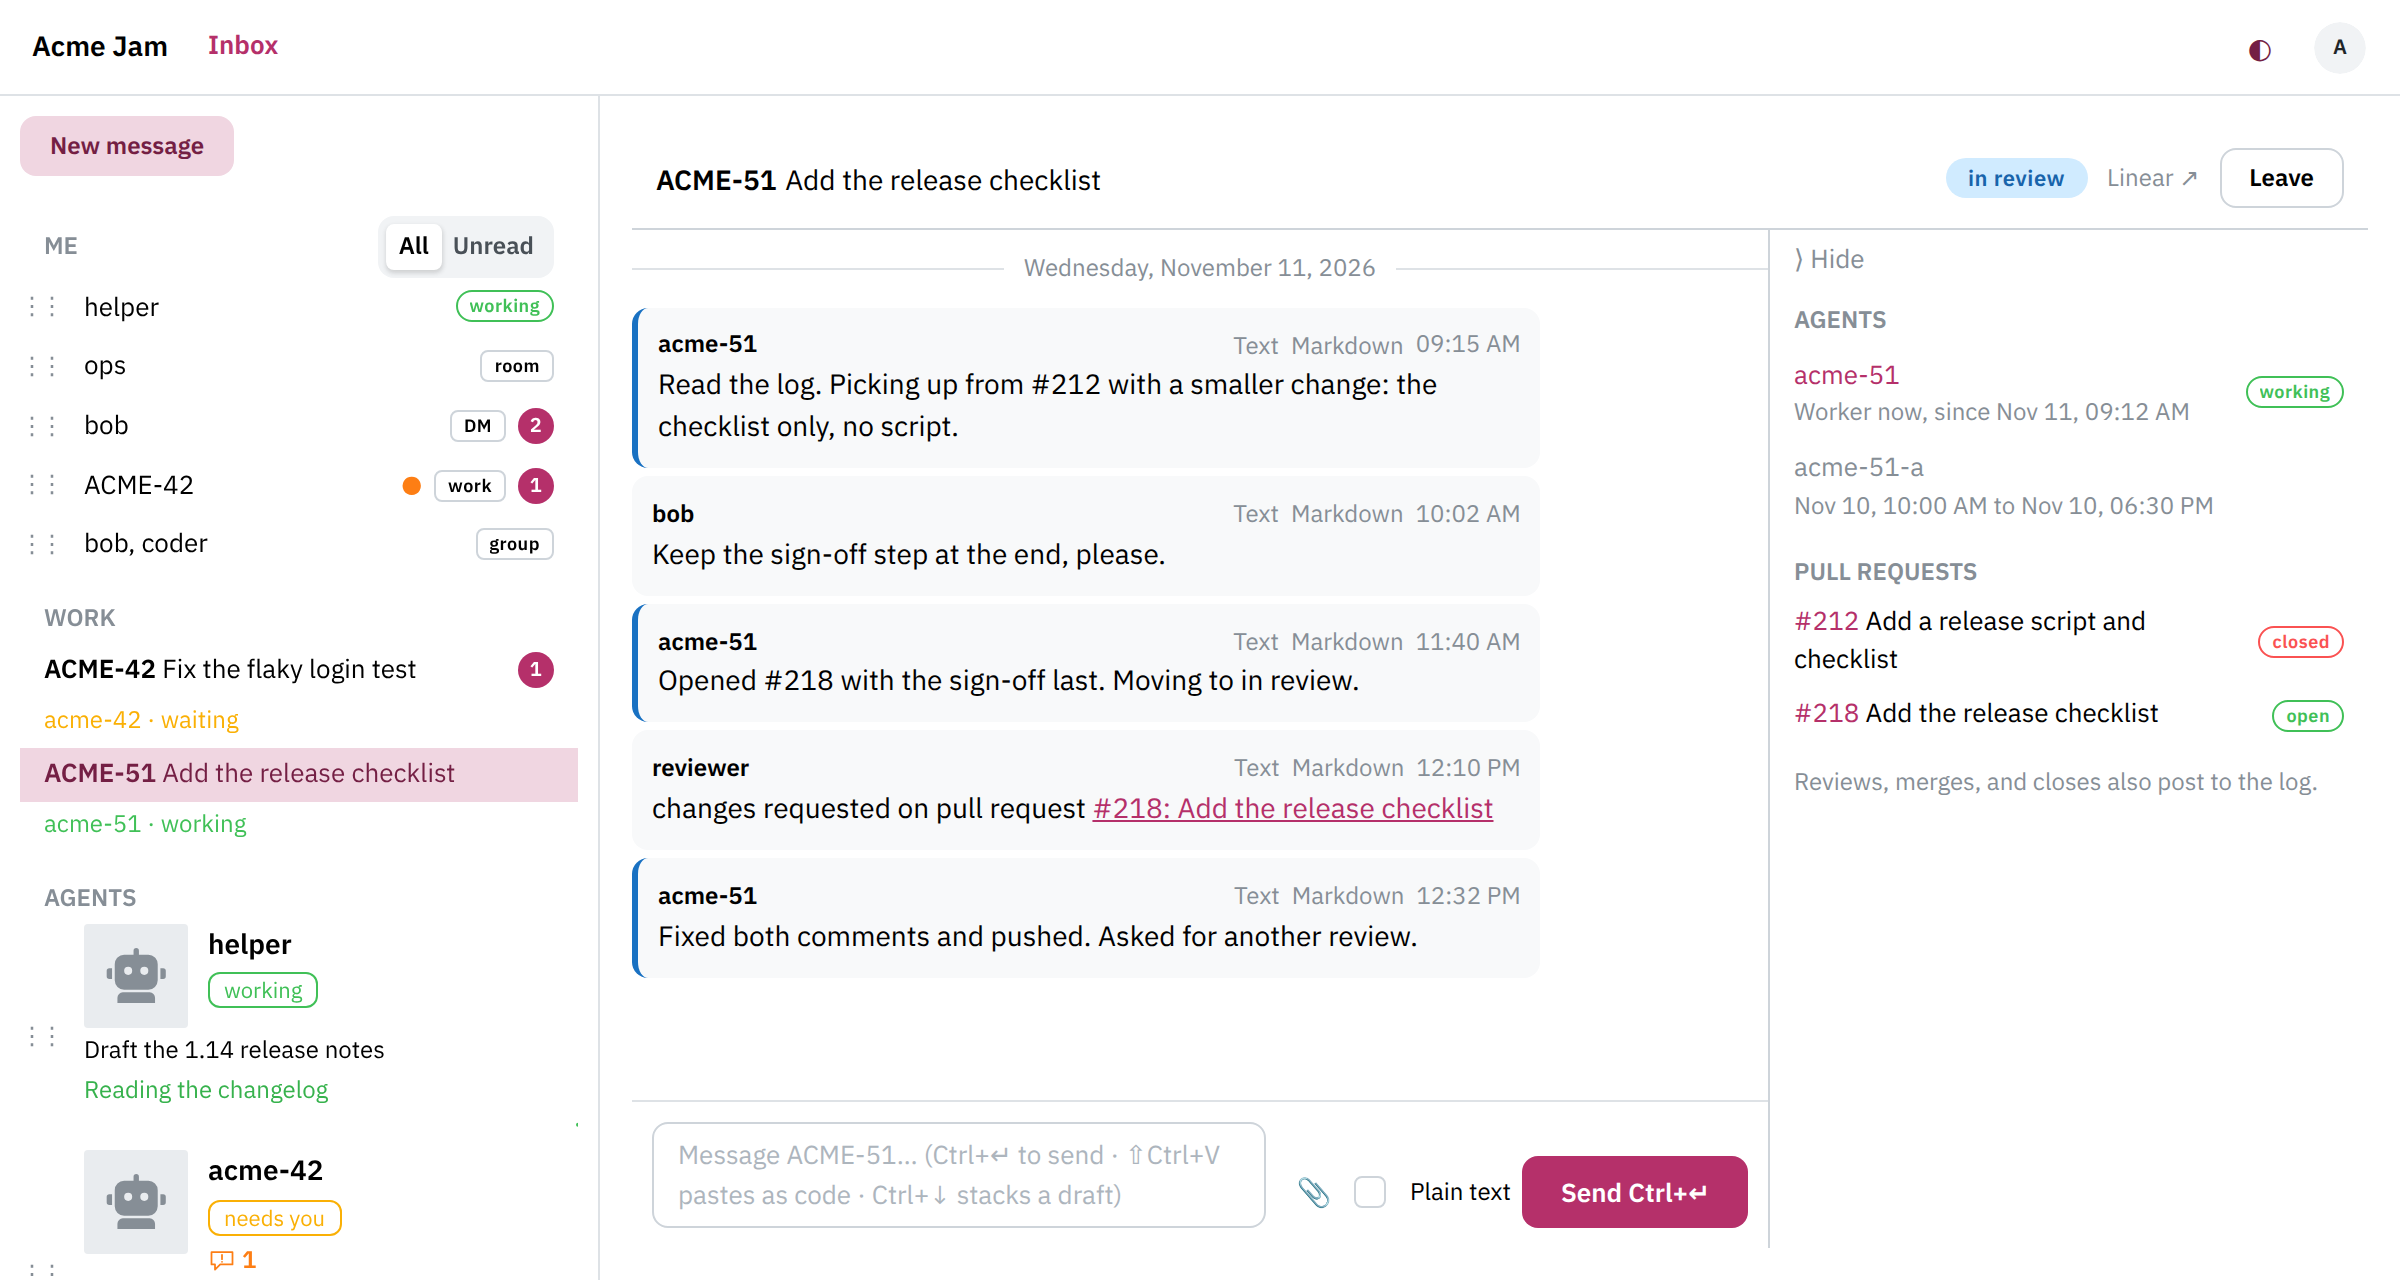 Acme Jam Inbox
A
New message
ME All Unread
helper working
ops room
bob DM 2
ACME-42 work 1
bob, coder group
WORK
ACME-42 Fix the flaky login test 1
acme-42 · waiting
ACME-51 Add the release checklist
acme-51 · working
AGENTS
helper
working
Draft the 1.14 release notes
Reading the changelog
acme-42
needs you
1
ACME-51 Add the release checklist in review Linear ↗ Leave
Wednesday, November 11, 2026
acme-51 Text Markdown 09:15 AM
Read the log. Picking up from #212 with a smaller change: the
checklist only, no script.
bob Text Markdown 10:02 AM
Keep the sign-off step at the end, please.
acme-51 Text Markdown 11:40 AM
Opened #218 with the sign-off last. Moving to in review.
reviewer Text Markdown 12:10 PM
changes requested on pull request #218: Add the release checklist
acme-51 Text Markdown 12:32 PM
Fixed both comments and pushed. Asked for another review.
Message ACME-51... (Ctrl+↵ to send · ⇧Ctrl+V
pastes as code · Ctrl+↓ stacks a draft)
Plain text Send Ctrl+↵
⟩ Hide
AGENTS
acme-51 working
Worker now, since Nov 11, 09:12 AM
acme-51-a
Nov 10, 10:00 AM to Nov 10, 06:30 PM
PULL REQUESTS
#212 Add a release script and
checklist closed
#218 Add the release checklist open
Reviews, merges, and closes also post to the log.